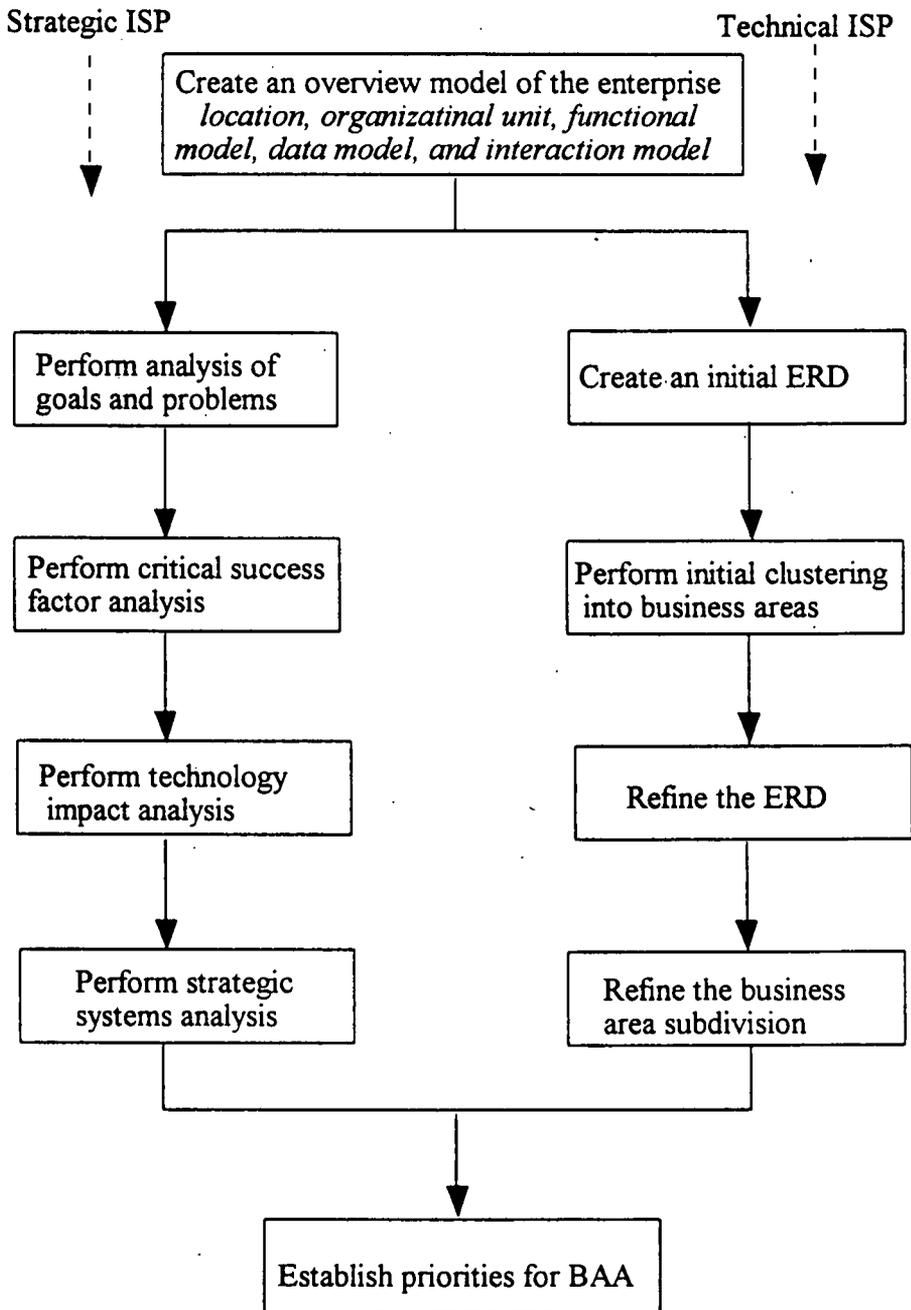 Strategic ISP
Technical ISP
Create an overview model of the enterprise
location, organizatinal unit, functional
model, data model, and interaction model
Perform analysis of
goals and problems
Create an initial ERD
Perform critical success
factor analysis
Perform initial clustering
into business areas
Perform technology
impact analysis
Refine the ERD
Perform strategic
systems analysis
Refine the business
area subdivision
Establish priorities for BAA